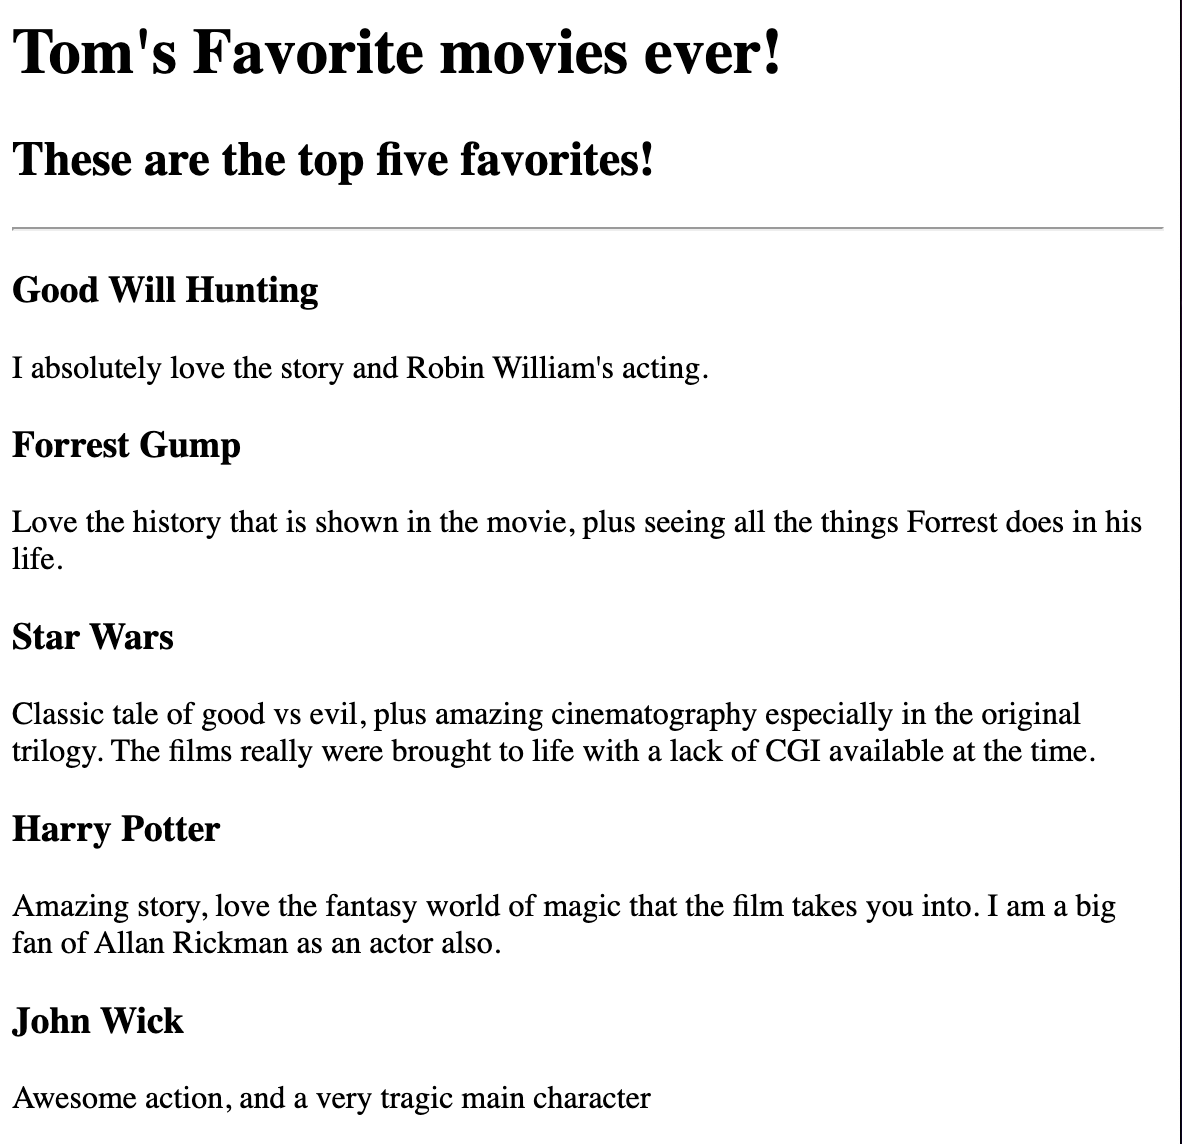 Tom's Favorite movies ever!
These are the top five favorites!
Good Will Hunting
I absolutely love the story and Robin William's acting.
Forrest Gump
Love the history that is shown in the movie, plus seeing all the things Forrest does in his
life.
Star Wars
Classic tale of good vs evil, plus amazing cinematography especially in the original
trilogy. The films really were brought to life with a lack of CGI available at the time.
Harry Potter
Amazing story, love the fantasy world of magic that the film takes you into. I am a big
fan of Allan Rickman as an actor also.
John Wick
Awesome action, and a very tragic main character